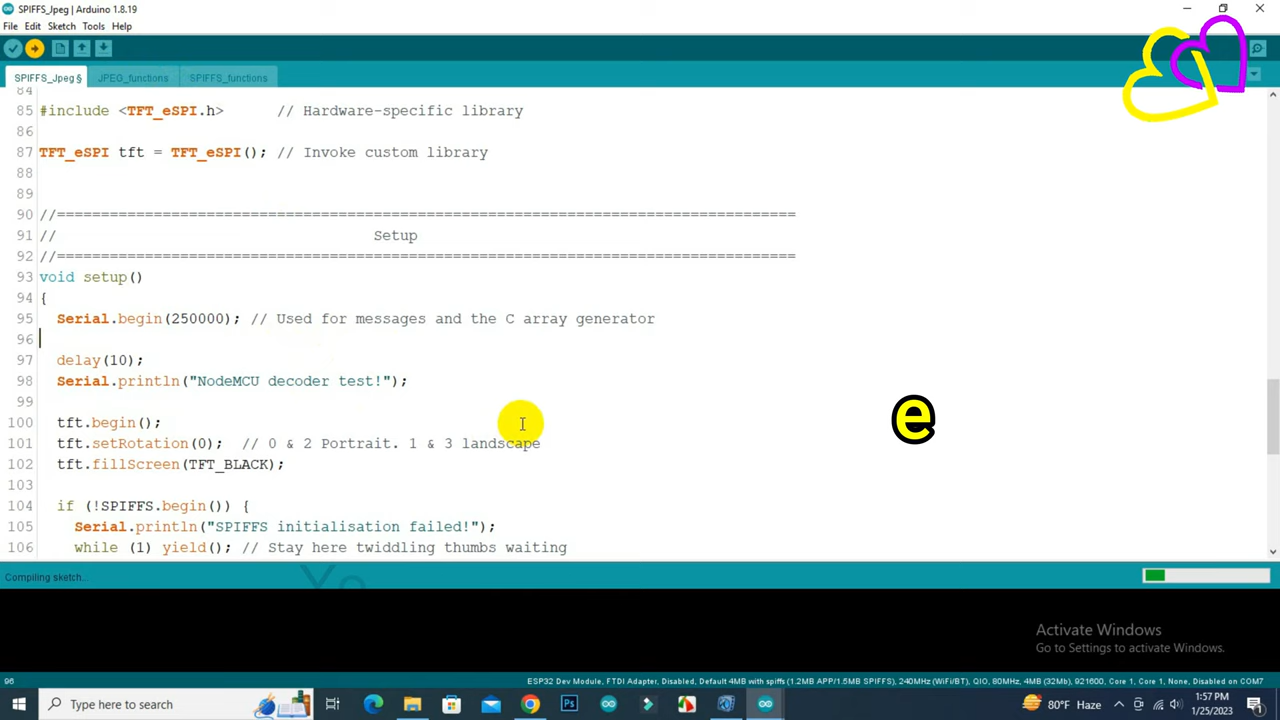 SPIFFS_Jpeg | Arduino 1.8.19
File Edit Sketch Tools Help
SPIFFS_Jpeg § JPEG_functions SPIFFS_functions
84
85 #include <TFT_eSPI.h> // Hardware-specific library
86
87 TFT_eSPI tft = TFT_eSPI(); // Invoke custom library
88
89
90 //====================================================================================
91 // Setup
92 //====================================================================================
93 void setup()
94 {
95 Serial.begin(250000); // Used for messages and the C array generator
96
97 delay(10);
98 Serial.println("NodeMCU decoder test!");
99
100 tft.begin();
101 tft.setRotation(0); // 0 & 2 Portrait. 1 & 3 landscape
102 tft.fillScreen(TFT_BLACK);
103
104 if (!SPIFFS.begin()) {
105 Serial.println("SPIFFS initialisation failed!");
106 while (1) yield(); // Stay here twiddling thumbs waiting
e
Compiling sketch...
Activate Windows
Go to Settings to activate Windows.
96 ESP32 Dev Module, FTDI Adapter, Disabled, Default 4MB with spiffs (1.2MB APP/1.5MB SPIFFS), 240MHz (WiFi/BT), QIO, 80MHz, 4MB (32Mb), 921600, Core 1, Core 1, None, Disabled on COM7
Type here to search
80°F Haze
1:57 PM
1/25/2023